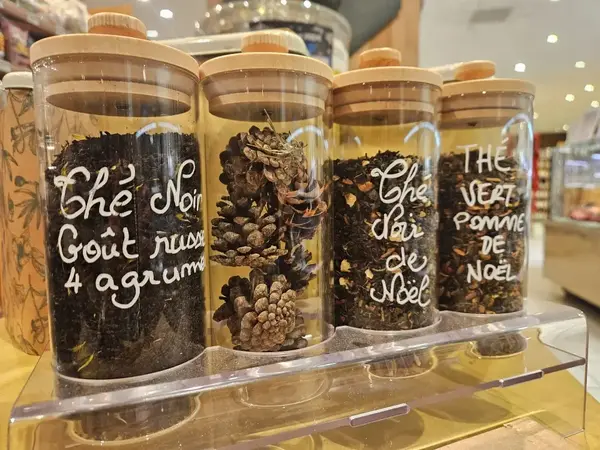 Thé Noir
Goût russe
4 agrumes
Thé
Noir
de
Noël
THÉ
VERT
POMME
DE
NOËL